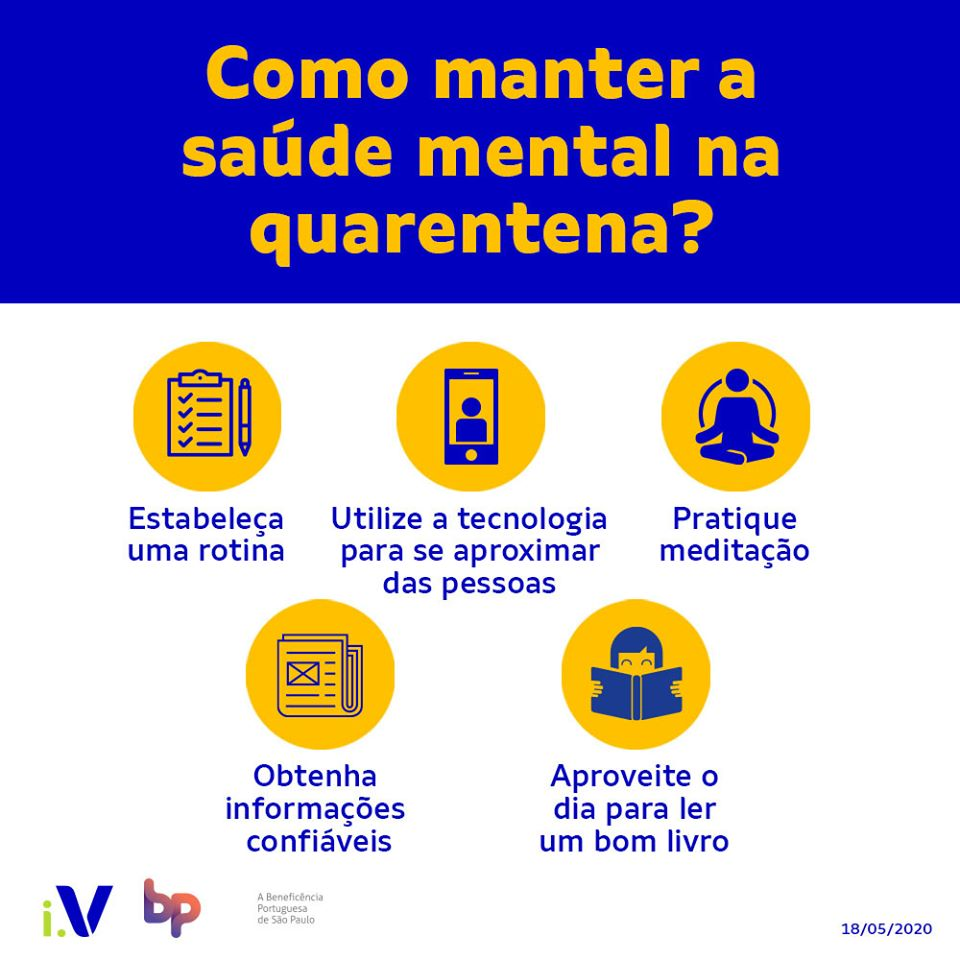 Como manter a
saúde mental na
quarentena?
Estabeleça
uma rotina
Utilize a tecnologia
para se aproximar
das pessoas
Pratique
meditação
Obtenha
informações
confiáveis
Aproveite o
dia para ler
um bom livro
i.V
bp
A Beneficência
Portuguesa
de São Paulo
18/05/2020